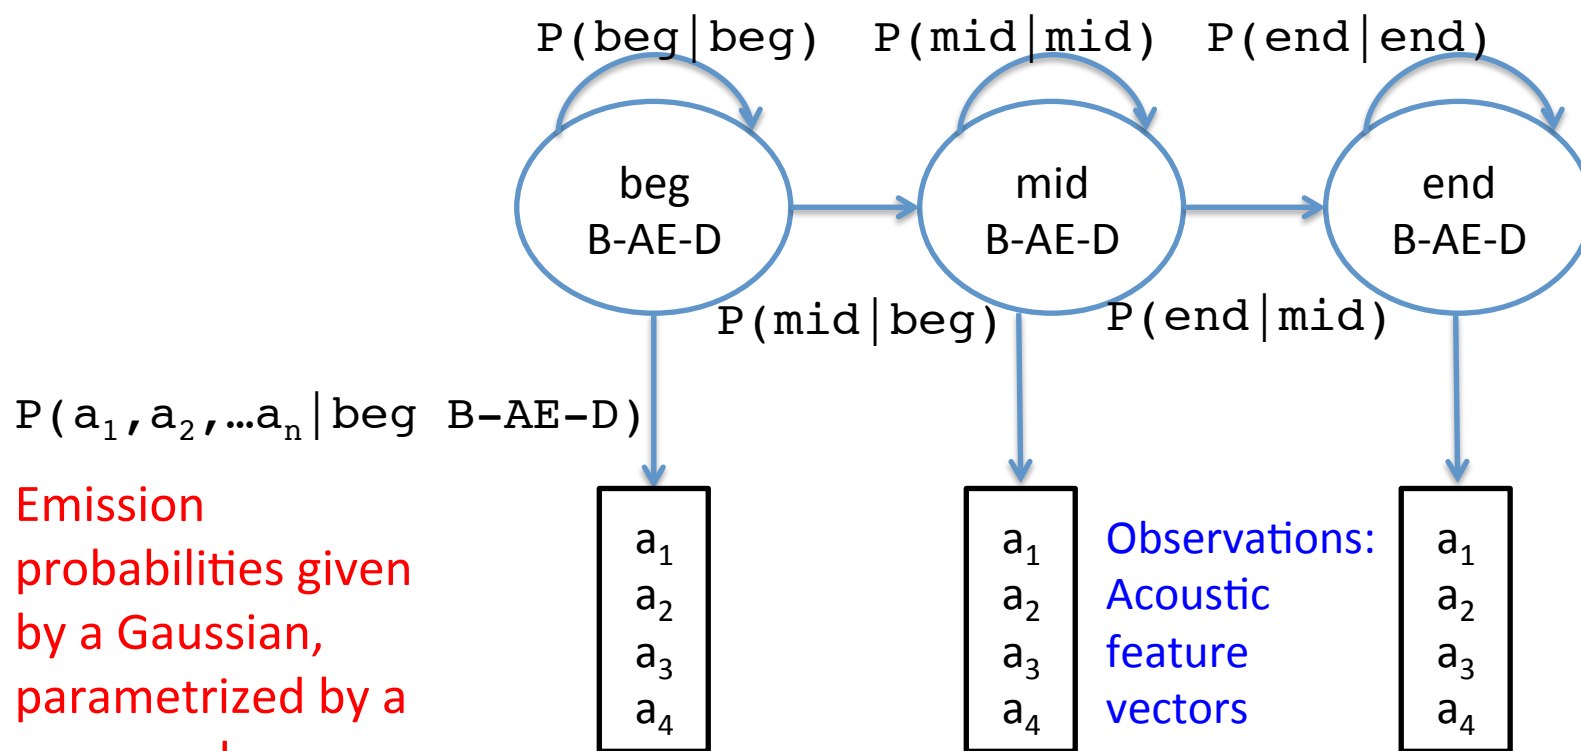 P(beg|beg) P(mid|mid) P(end|end)
beg
B-AE-D
mid
B-AE-D
end
B-AE-D
P(mid|beg)
P(end|mid)
P(a₁,a₂,…aₙ|beg B-AE-D)
Emission
probabilities given
by a Gaussian,
parametrized by a
a₁
a₂
a₃
a₄
a₁
a₂
a₃
a₄
Observations:
Acoustic
feature
vectors
a₁
a₂
a₃
a₄